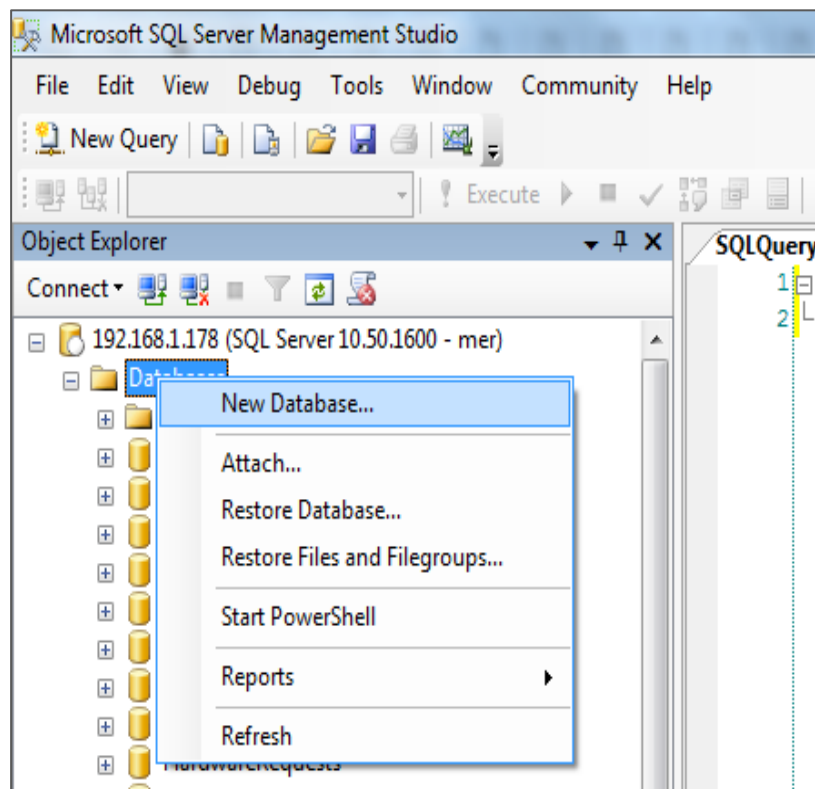 Microsoft SQL Server Management Studio
File Edit View Debug Tools Window Community Help
New Query
Execute
Object Explorer
SQLQuery
Connect
1
2
192.168.1.178 (SQL Server 10.50.1600 - mer)
Databases
New Database...
Attach...
Restore Database...
Restore Files and Filegroups...
Start PowerShell
Reports
Refresh
HardwareRequests